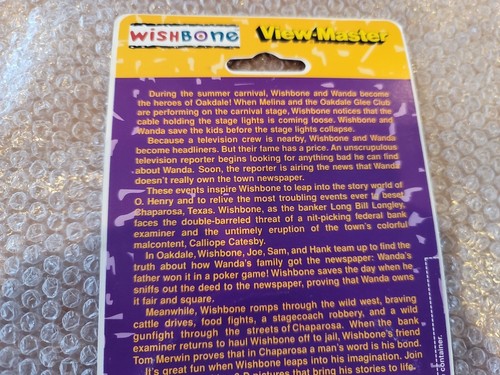 WISHBONE
View-Master
During the summer carnival, Wishbone and Wanda become
the heroes of Oakdale! When Melina and the Oakdale Glee Club
are performing on the carnival stage, Wishbone notices that the
cable holding the stage lights is coming loose. Wishbone and
Wanda save the kids before the stage lights collapse.
Because a television crew is nearby, Wishbone and Wanda
become headliners. But their fame has a price. An unscrupulous
television reporter begins looking for anything bad he can find
about Wanda. Soon, the reporter is airing the news that Wanda
doesn't really own the town newspaper.
These events inspire Wishbone to leap into the story world of
O. Henry and to relive the most troubling events ever to beset
Chaparosa, Texas. Wishbone, as the banker Long Bill Longley,
faces the double-barreled threat of a nit-picking federal bank
examiner and the untimely eruption of the town's colorful
malcontent, Calliope Catesby.
In Oakdale, Wishbone, Joe, Sam, and Hank team up to find the
truth about how Wanda's family got the newspaper: Wanda's
father won it in a poker game! Wishbone saves the day when he
sniffs out the deed to the newspaper, proving that Wanda owns
it fair and square.
Meanwhile, Wishbone romps through the wild west, braving
cattle drives, food fights, a stagecoach robbery, and a wild
gunfight through the streets of Chaparosa. When the bank
examiner returns to haul Wishbone off to jail, Wishbone's friend
Tom Merwin proves that in Chaparosa a man's word is his bond.
It's great fun when Wishbone leaps into his imagination. Join
3-D pictures that bring his stories to life.
container.